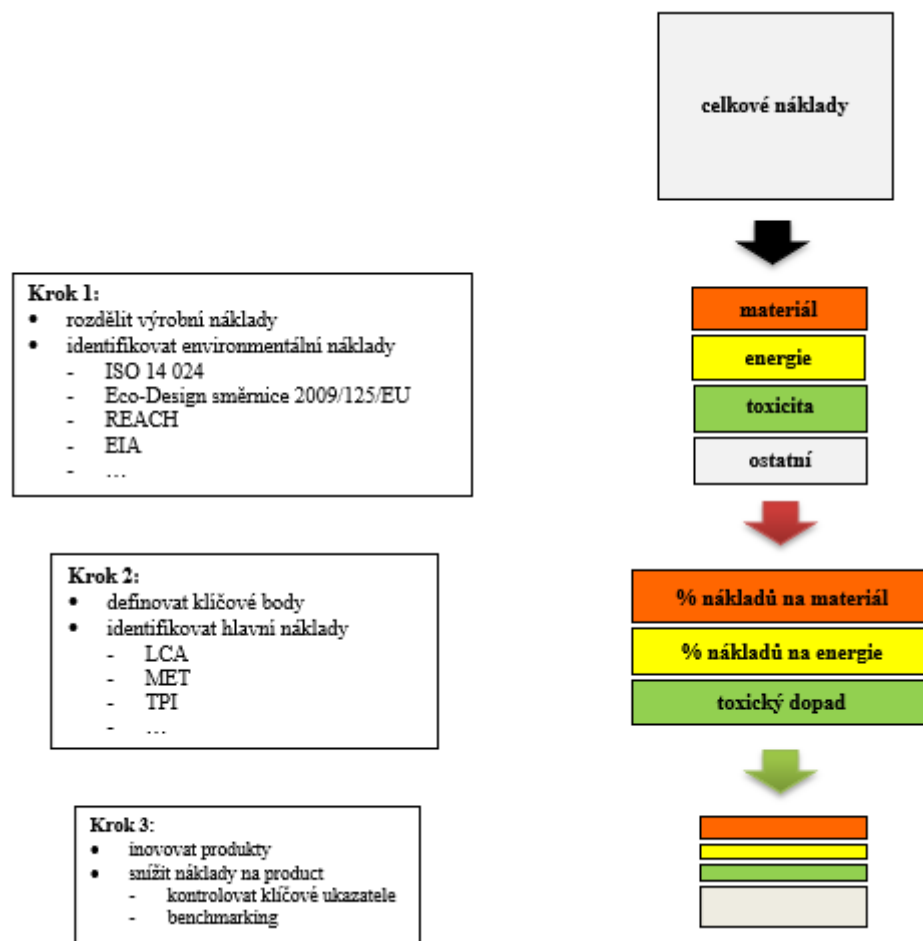 celkové náklady
Krok 1:
• rozdělit výrobní náklady
• identifikovat environmentální náklady
- ISO 14 024
- Eco-Design směrnice 2009/125/EU
- REACH
- EIA
- …
materiál
energie
toxicita
ostatní
Krok 2:
• definovat klíčové body
• identifikovat hlavní náklady
- LCA
- MET
- TPI
- …
% nákladů na materiál
% nákladů na energie
toxický dopad
Krok 3:
• inovovat produkty
• snížit náklady na product
- kontrolovat klíčové ukazatele
- benchmarking